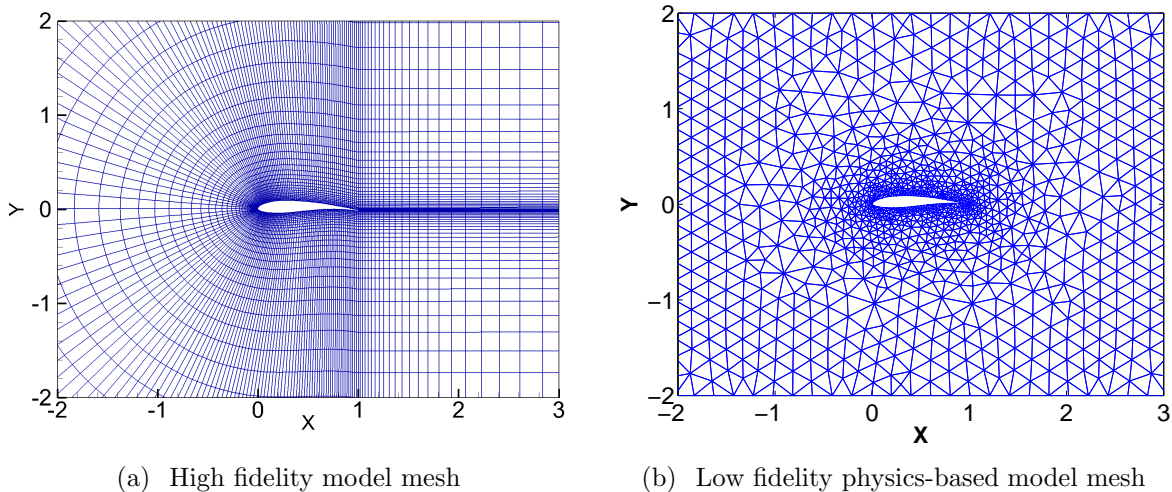 2
1
Y
0
-1
-2
-2 -1 0 1 2 3
X
(a) High fidelity model mesh
2
1
Y
0
−1
−2
−2 −1 0 1 2 3
X
(b) Low fidelity physics-based model mesh